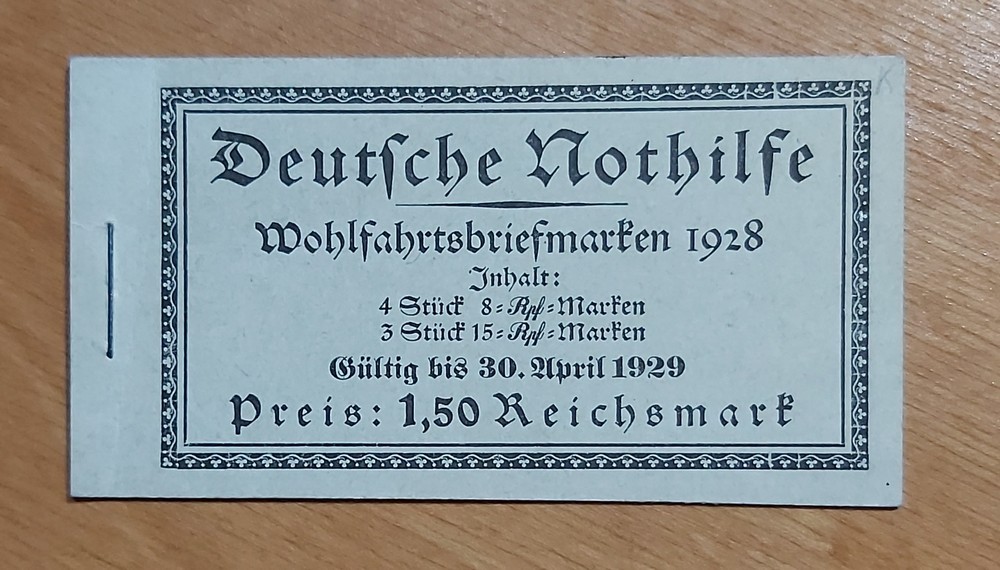 Deutſche Nothilfe
Wohlfahrtsbriefmarken 1928
Inhalt:
4 Stück 8=Rpf=Marken
3 Stück 15=Rpf=Marken
Gültig bis 30. April 1929
Preis: 1,50 Reichsmark
K